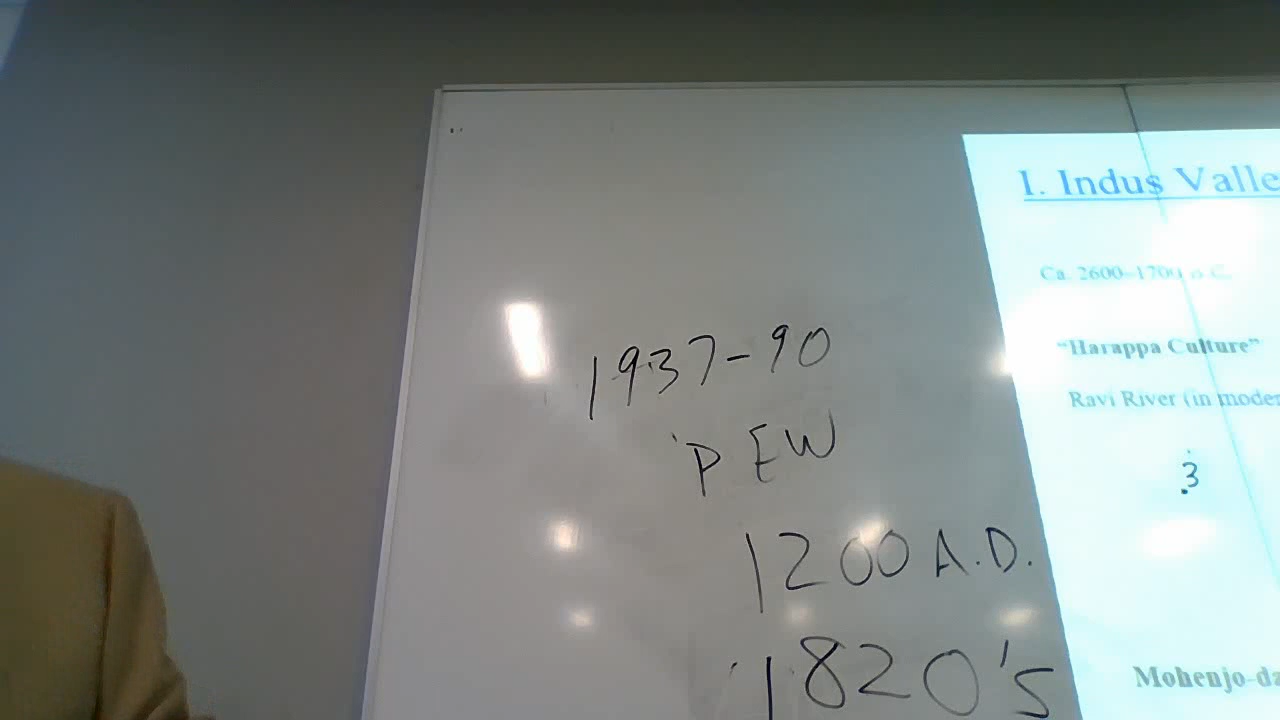 1937-90
PEW
1200 A.D.
1820's
I. Indus Valle
Ca. 2600–1700 B.C.
"Harappa Culture"
Ravi River (in moder
.3
Mohenjo-da